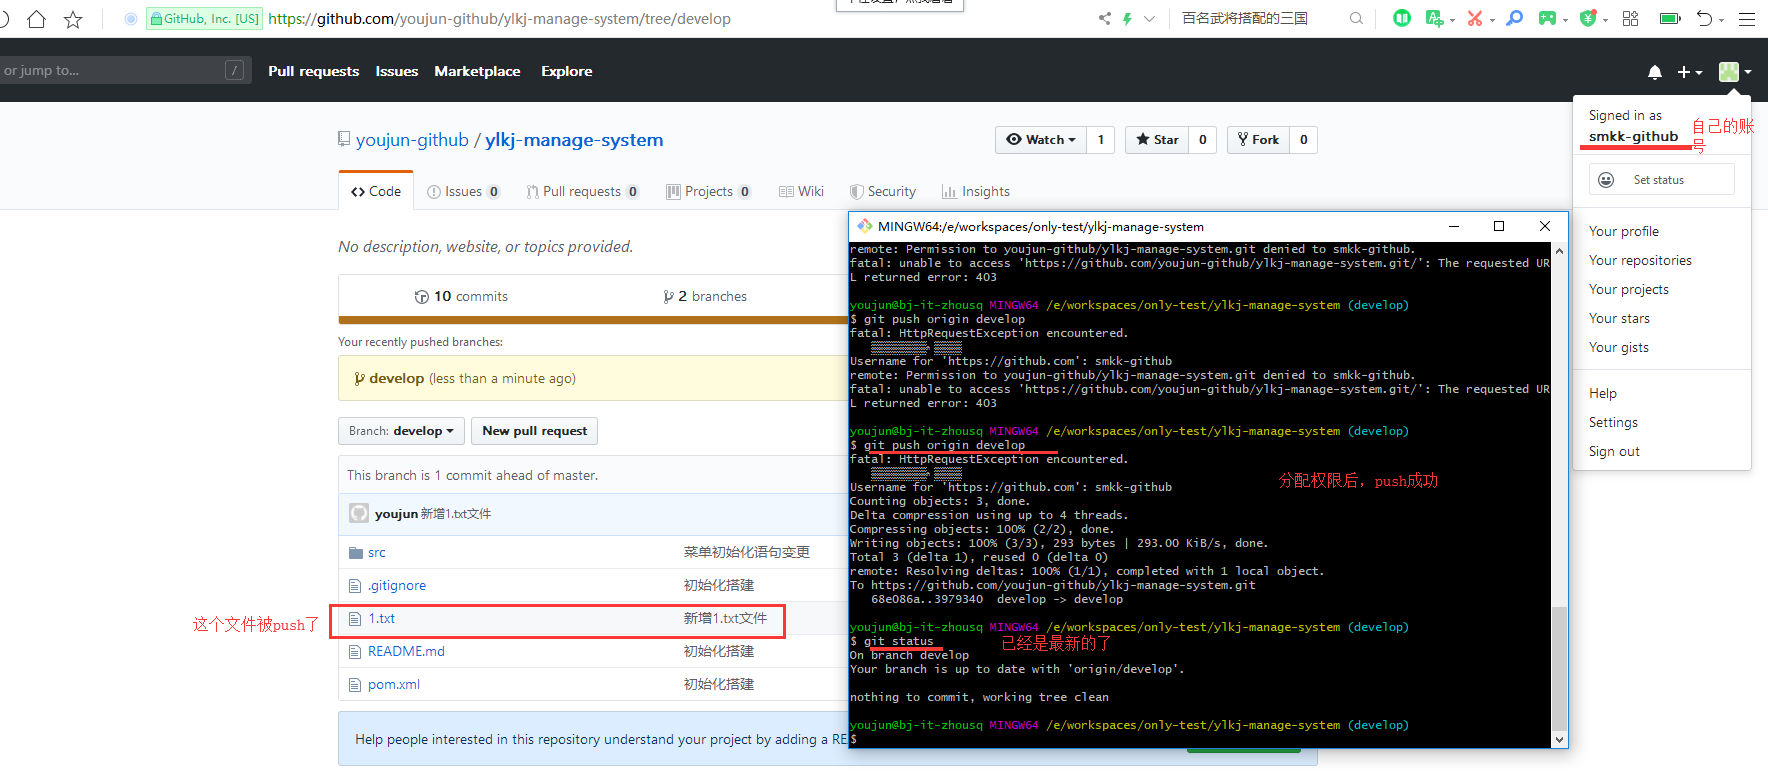 GitHub, Inc. [US]
https://github.com/youjun-github/ylkj-manage-system/tree/develop
百名武将搭配的三国
or jump to...
/
Pull requests
Issues
Marketplace
Explore
youjun-github / ylkj-manage-system
Watch 1
Star 0
Fork 0
Signed in as
smkk-github
自己的账
号
Set status
Your profile
Your repositories
Your projects
Your stars
Your gists
Help
Settings
Sign out
Code
Issues 0
Pull requests 0
Projects 0
Wiki
Security
Insights
No description, website, or topics provided.
10 commits
2 branches
Your recently pushed branches:
develop (less than a minute ago)
Branch: develop
New pull request
This branch is 1 commit ahead of master.
youjun 新增1.txt文件
src 菜单初始化语句变更
.gitignore 初始化搭建
1.txt 新增1.txt文件
README.md 初始化搭建
pom.xml 初始化搭建
这个文件被push了
Help people interested in this repository understand your project by adding a RE
MINGW64:/e/workspaces/only-test/ylkj-manage-system
remote: Permission to youjun-github/ylkj-manage-system.git denied to smkk-github.
fatal: unable to access 'https://github.com/youjun-github/ylkj-manage-system.git/': The requested UR
L returned error: 403
youjun@bj-it-zhousq MINGW64 /e/workspaces/only-test/ylkj-manage-system (develop)
$ git push origin develop
fatal: HttpRequestException encountered.
Username for 'https://github.com': smkk-github
remote: Permission to youjun-github/ylkj-manage-system.git denied to smkk-github.
fatal: unable to access 'https://github.com/youjun-github/ylkj-manage-system.git/': The requested UR
L returned error: 403
youjun@bj-it-zhousq MINGW64 /e/workspaces/only-test/ylkj-manage-system (develop)
$ git push origin develop
fatal: HttpRequestException encountered.
分配权限后，push成功
Username for 'https://github.com': smkk-github
Counting objects: 3, done.
Delta compression using up to 4 threads.
Compressing objects: 100% (2/2), done.
Writing objects: 100% (3/3), 293 bytes | 293.00 KiB/s, done.
Total 3 (delta 1), reused 0 (delta 0)
remote: Resolving deltas: 100% (1/1), completed with 1 local object.
To https://github.com/youjun-github/ylkj-manage-system.git
68e086a..3979340 develop -> develop
youjun@bj-it-zhousq MINGW64 /e/workspaces/only-test/ylkj-manage-system (develop)
$ git status
已经是最新的了
On branch develop
Your branch is up to date with 'origin/develop'.
nothing to commit, working tree clean
youjun@bj-it-zhousq MINGW64 /e/workspaces/only-test/ylkj-manage-system (develop)
$